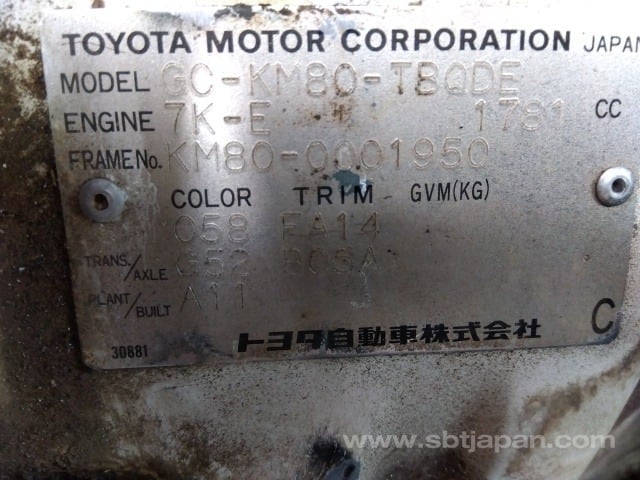 TOYOTA MOTOR CORPORATION JAPAN
MODEL GC-KM80-TBQDE
ENGINE 7K-E 1781 CC
FRAME No. KM80-0001950
COLOR TRIM GVM(KG)
058 FA14
TRANS./AXLE G52 B03A
PLANT/BUILT A11
30881
トヨタ自動車株式会社
C
www.sbtjapan.com